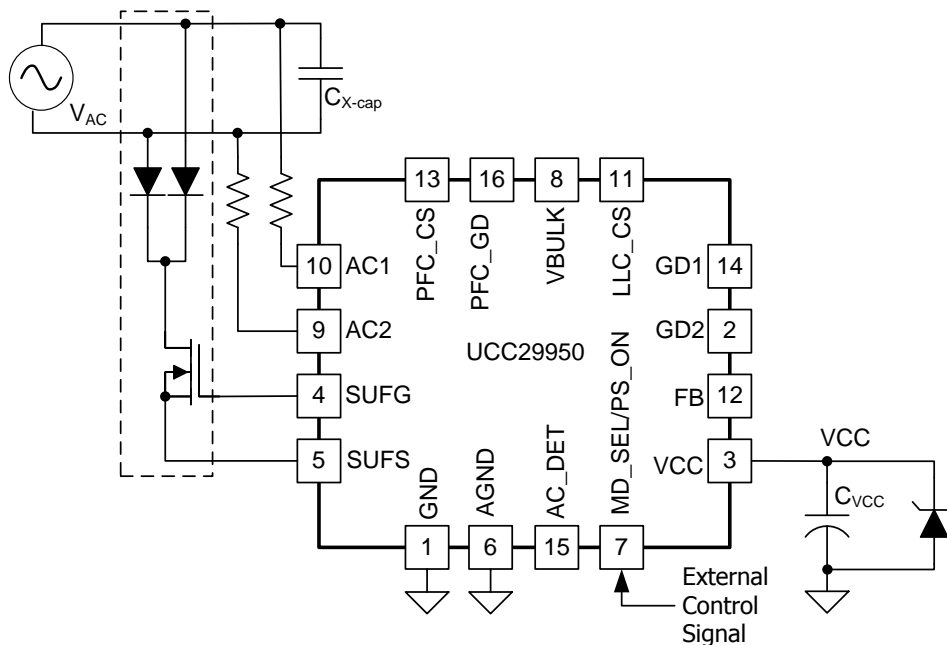 V_AC
C_X-cap
13
16
8
11
PFC_CS
PFC_GD
VBULK
LLC_CS
10 AC1
GD1 14
9 AC2
GD2 2
UCC29950
4 SUFG
FB 12
5 SUFS
VCC 3
VCC
C_VCC
GND
AGND
AC_DET
MD_SEL/PS_ON
1
6
15
7
External
Control
Signal